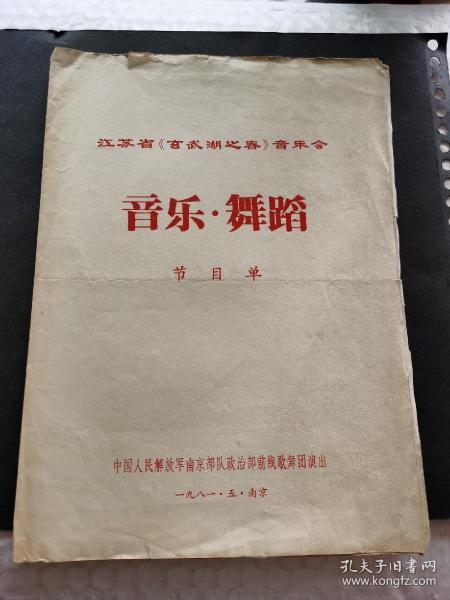 江苏省《玄武湖之春》音乐会
音乐·舞蹈
节目单
中国人民解放军南京部队政治部前线歌舞团演出
一九八一·五·南京
孔夫子旧书网
www.kongfz.com